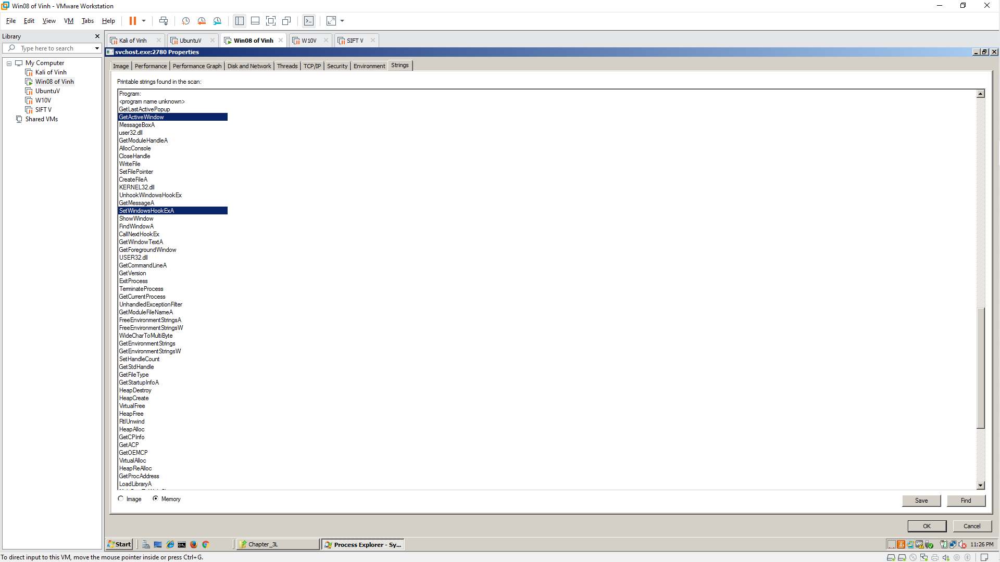 Win08 of Vinh - VMware Workstation
File Edit View VM Tabs Help
Library
Type here to search
My Computer
Kali of Vinh
Win08 of Vinh
UbuntuV
W10V
SIFT V
Shared VMs
Kali of Vinh UbuntuV Win08 of Vinh W10V SIFT V
svchost.exe:2780 Properties
Image Performance Performance Graph Disk and Network Threads TCP/IP Security Environment Strings
Printable strings found in the scan:
Program:
<program name unknown>
GetLastActivePopup
GetActiveWindow
MessageBoxA
user32.dll
GetModuleHandleA
AllocConsole
CloseHandle
WriteFile
SetFilePointer
CreateFileA
KERNEL32.dll
UnhookWindowsHookEx
GetMessageA
SetWindowsHookExA
ShowWindow
FindWindowA
CallNextHookEx
GetWindowTextA
GetForegroundWindow
USER32.dll
GetCommandLineA
GetVersion
ExitProcess
TerminateProcess
GetCurrentProcess
UnhandledExceptionFilter
GetModuleFileNameA
FreeEnvironmentStringsA
FreeEnvironmentStringsW
WideCharToMultiByte
GetEnvironmentStrings
GetEnvironmentStringsW
SetHandleCount
GetStdHandle
GetFileType
GetStartupInfoA
HeapDestroy
HeapCreate
VirtualFree
HeapFree
RtlUnwind
HeapAlloc
GetCPInfo
GetACP
GetOEMCP
VirtualAlloc
HeapReAlloc
GetProcAddress
LoadLibraryA
Image Memory
Save Find
OK Cancel
Start Chapter_3L Process Explorer - Sy... 11:26 PM
To direct input to this VM, move the mouse pointer inside or press Ctrl+G.